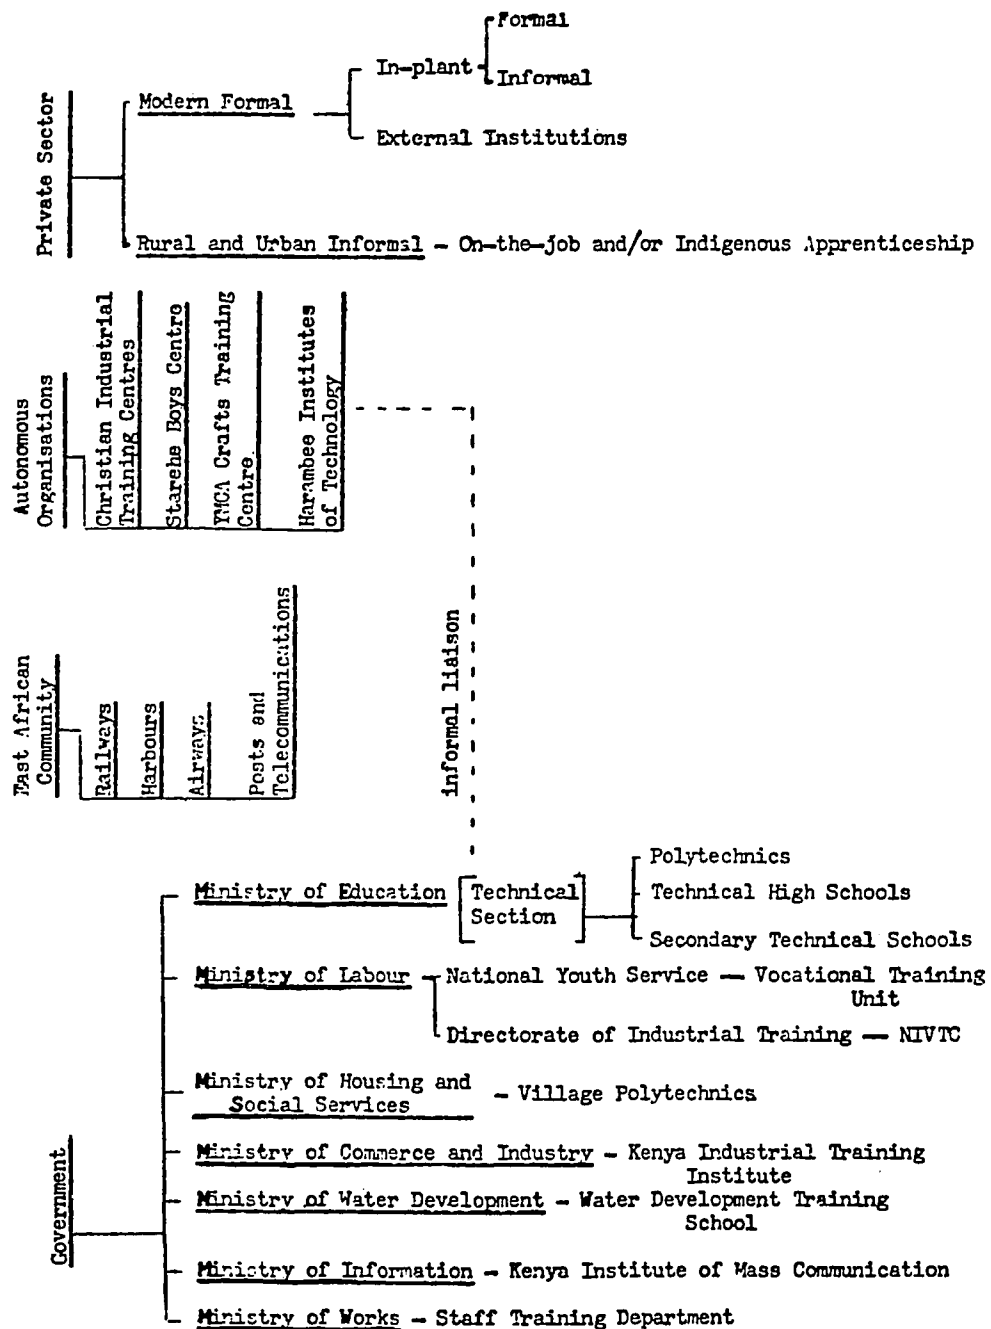 Private Sector
Modern Formal
In-plant
Formal
Informal
External Institutions
Rural and Urban Informal - On-the-job and/or Indigenous Apprenticeship
Autonomous
Organisations
Christian Industrial
Training Centres
Starehe Boys Centre
YMCA Crafts Training
Centre
Harambee Institutes
of Technology
informal liaison
East African
Community
Railways
Harbours
Airways
Posts and
Telecommunications
Government
Ministry of Education
Technical
Section
Polytechnics
Technical High Schools
Secondary Technical Schools
Ministry of Labour
National Youth Service — Vocational Training
Unit
Directorate of Industrial Training — NIVTC
Ministry of Housing and
Social Services - Village Polytechnics
Ministry of Commerce and Industry - Kenya Industrial Training
Institute
Ministry of Water Development - Water Development Training
School
Ministry of Information - Kenya Institute of Mass Communication
Ministry of Works - Staff Training Department